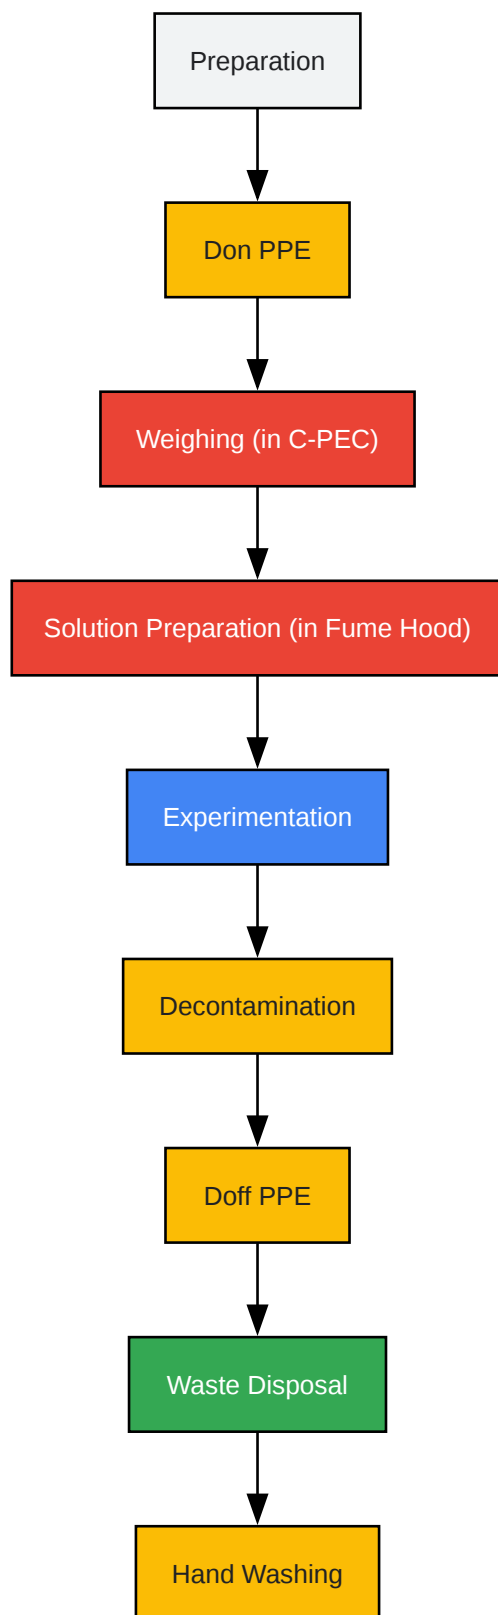 Preparation
Don PPE
Weighing (in C-PEC)
Solution Preparation (in Fume Hood)
Experimentation
Decontamination
Doff PPE
Waste Disposal
Hand Washing